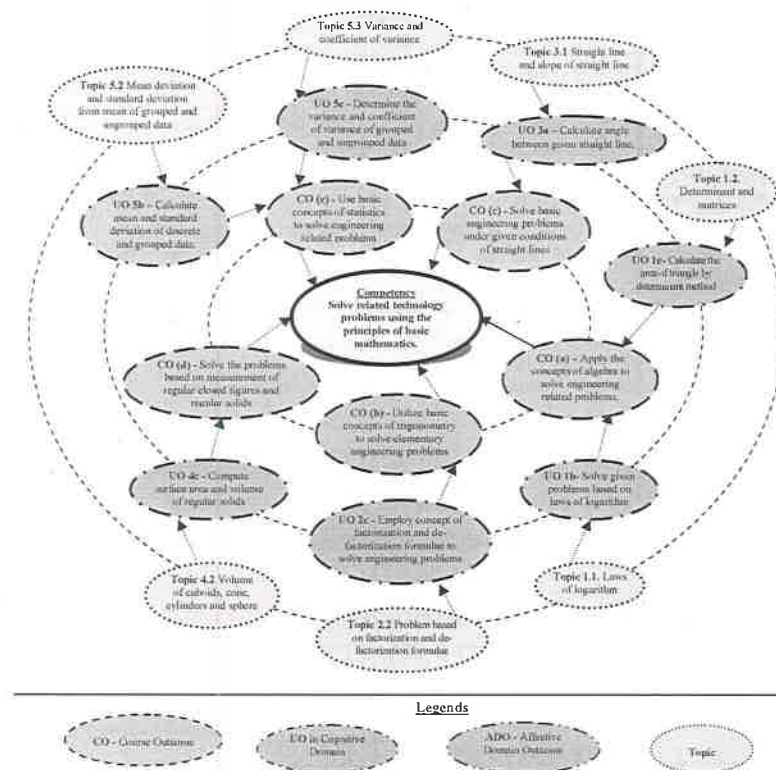 Topic 5.3 Variance and
coefficient of variance
Topic 3.1 Straight line
and slope of straight line
Topic 5.2 Mean deviation
and standard deviation
from mean of grouped and
ungrouped data
UO 5c - Determine the
variance and coefficient
of variance of grouped
and ungrouped data
UO 3a – Calculate angle
between given straight line.
Topic 1.2.
Determinant and
matrices
UO 5b – Calculate
mean and standard
deviation of discrete
and grouped data.
CO (e) - Use basic
concepts of statistics
to solve engineering
related problems
CO (c) - Solve basic
engineering problems
under given conditions
of straight lines
UO 1e- Calculate the
area of triangle by
determinant method
Competency
Solve related technology
problems using the
principles of basic
mathematics.
CO (d) - Solve the problems
based on measurement of
regular closed figures and
regular solids
CO (a) - Apply the
concepts of algebra to
solve engineering
related problems.
CO (b) - Utilize basic
concepts of trigonometry
to solve elementary
engineering problems
UO 4c - Compute
surface area and volume
of regular solids
UO 1b- Solve given
problems based on
laws of logarithm
UO 2c - Employ concept of
factorization and de-
factorization formulae to
solve engineering problems
Topic 4.2 Volume
of cuboids, cone,
cylinders and sphere
Topic 1.1. Laws
of logarithm
Topic 2.2 Problem based
on factorization and de-
factorization formulae
Legends
CO - Course Outcome
UO in Cognitive
Domain
ADO - Affective
Domain Outcome
Topic